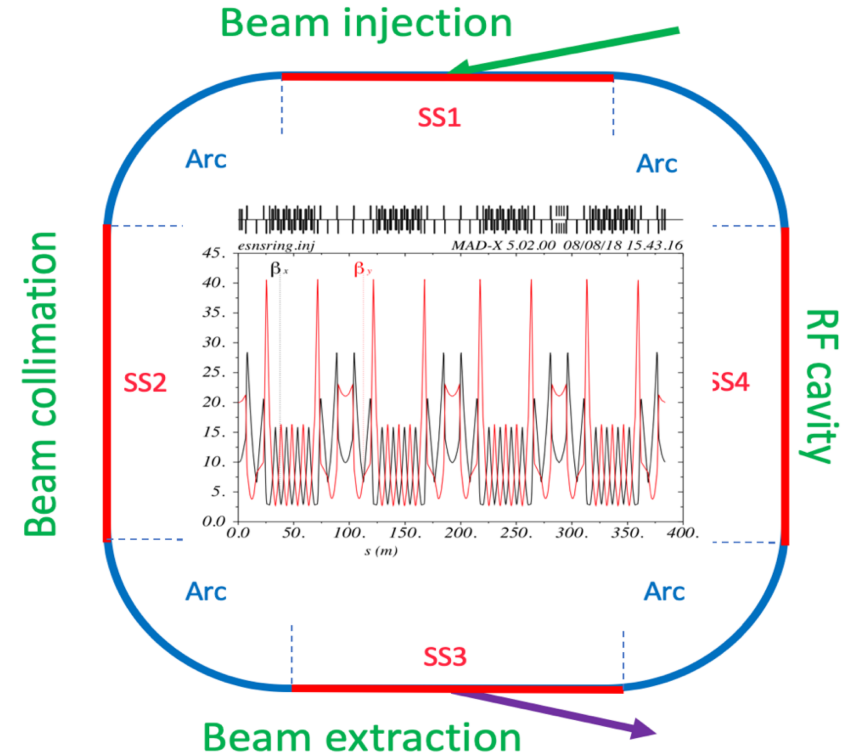 Beam injection
SS1
Arc
Arc
esnsring.inj MAD-X 5.02.00 08/08/18 15.43.16
βx βy
45.
40.
35.
30.
25.
20.
15.
10.
5.
0.0
0.0 50. 100. 150. 200. 250. 300. 350. 400.
s (m)
Beam collimation
SS2
SS4
RF cavity
Arc
Arc
SS3
Beam extraction